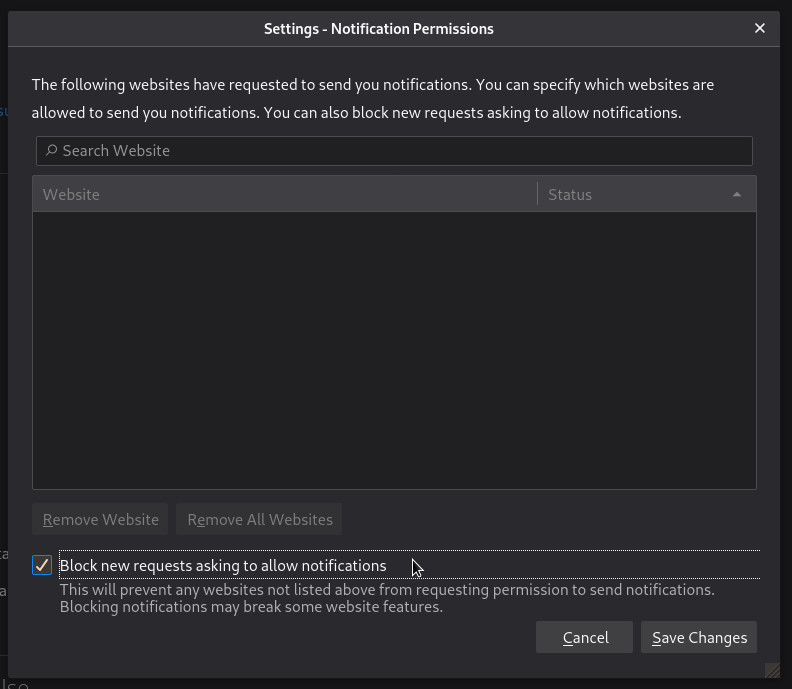 Settings - Notification Permissions
The following websites have requested to send you notifications. You can specify which websites are
allowed to send you notifications. You can also block new requests asking to allow notifications.
Search Website
Website Status
Remove Website Remove All Websites
Block new requests asking to allow notifications
This will prevent any websites not listed above from requesting permission to send notifications.
Blocking notifications may break some website features.
Cancel Save Changes